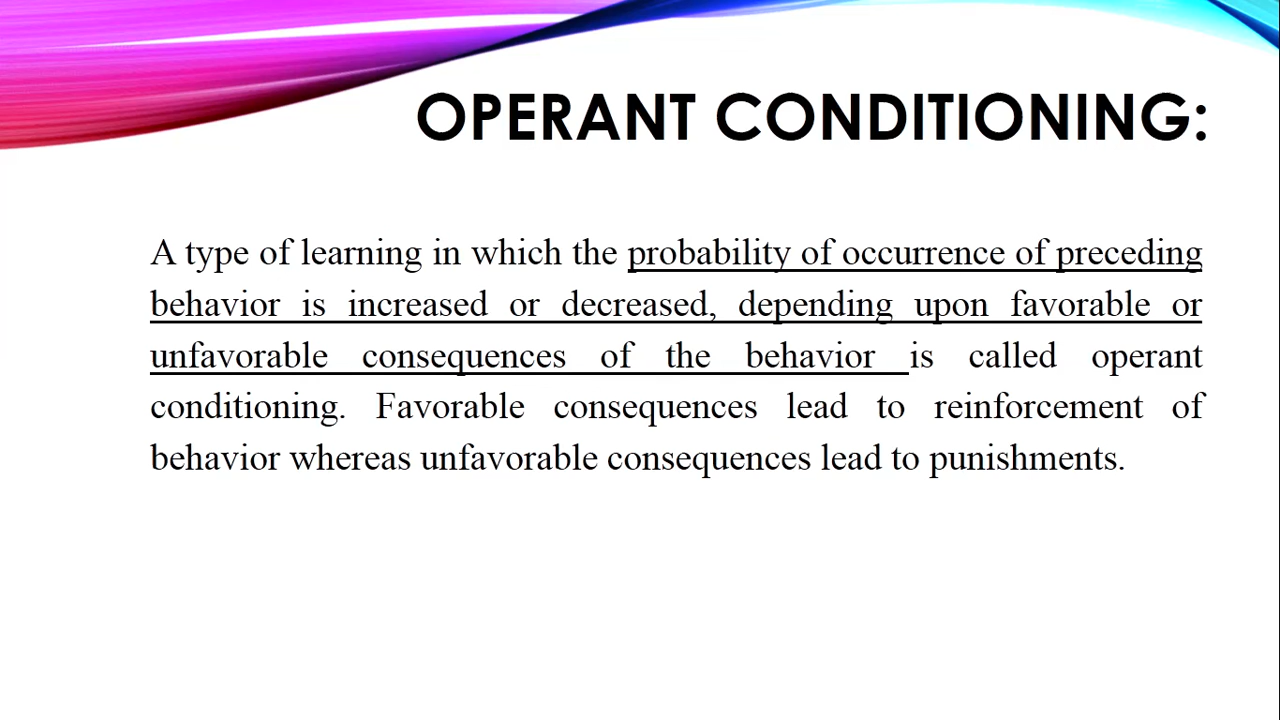 OPERANT CONDITIONING:
A type of learning in which the probability of occurrence of preceding
behavior is increased or decreased, depending upon favorable or
unfavorable consequences of the behavior is called operant
conditioning. Favorable consequences lead to reinforcement of
behavior whereas unfavorable consequences lead to punishments.